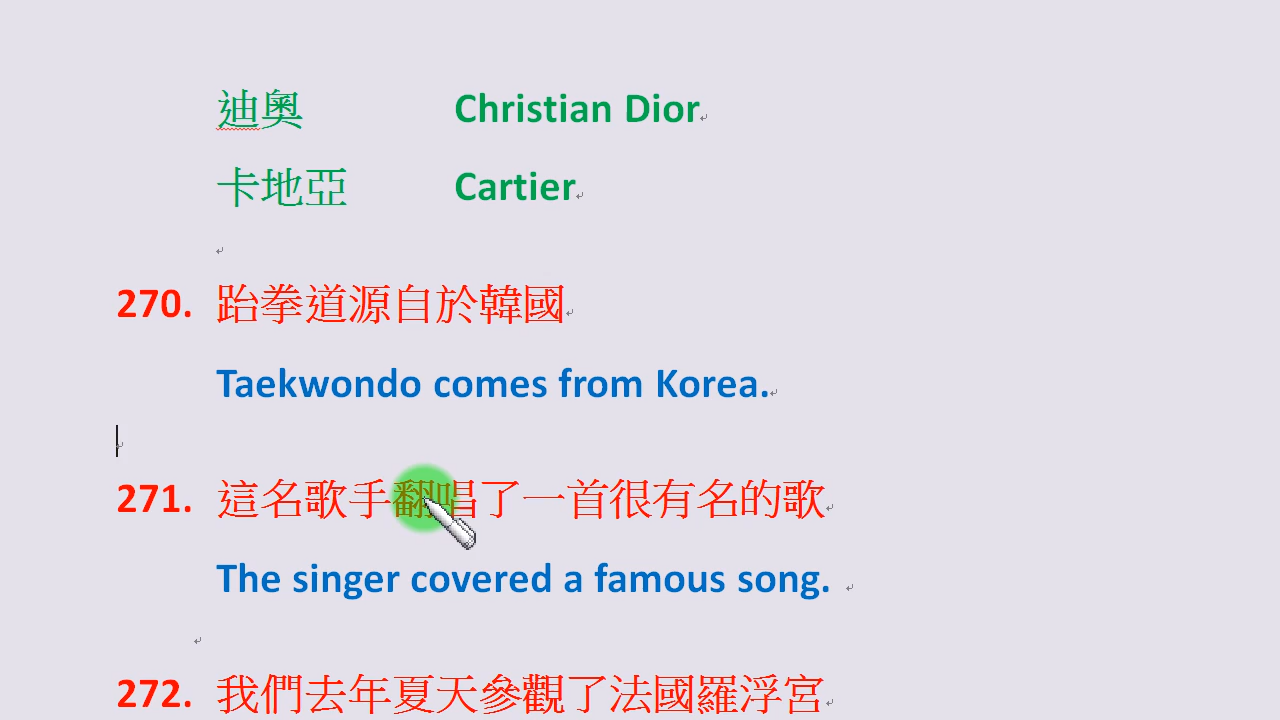 迪奧 Christian Dior
卡地亞 Cartier
270. 跆拳道源自於韓國
Taekwondo comes from Korea.
271. 這名歌手翻唱了一首很有名的歌
The singer covered a famous song.
272. 我們去年夏天參觀了法國羅浮宮